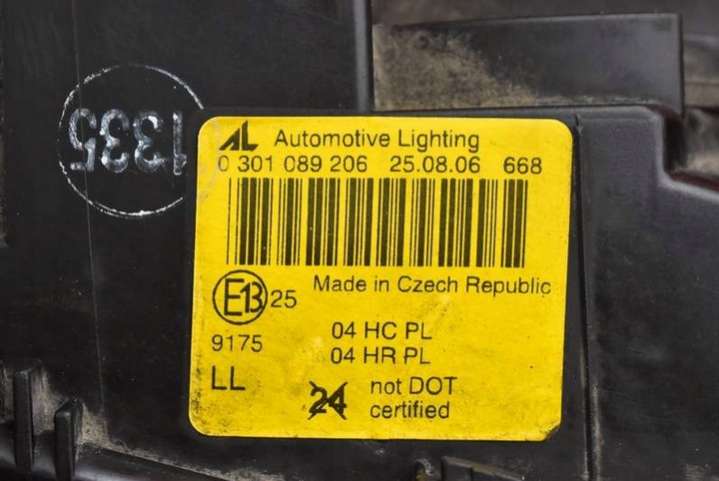 1335
AL Automotive Lighting
0 301 089 206 25.08.06 668
Made in Czech Republic
E13 25
9175
04 HC PL
04 HR PL
LL
24
not DOT
certified